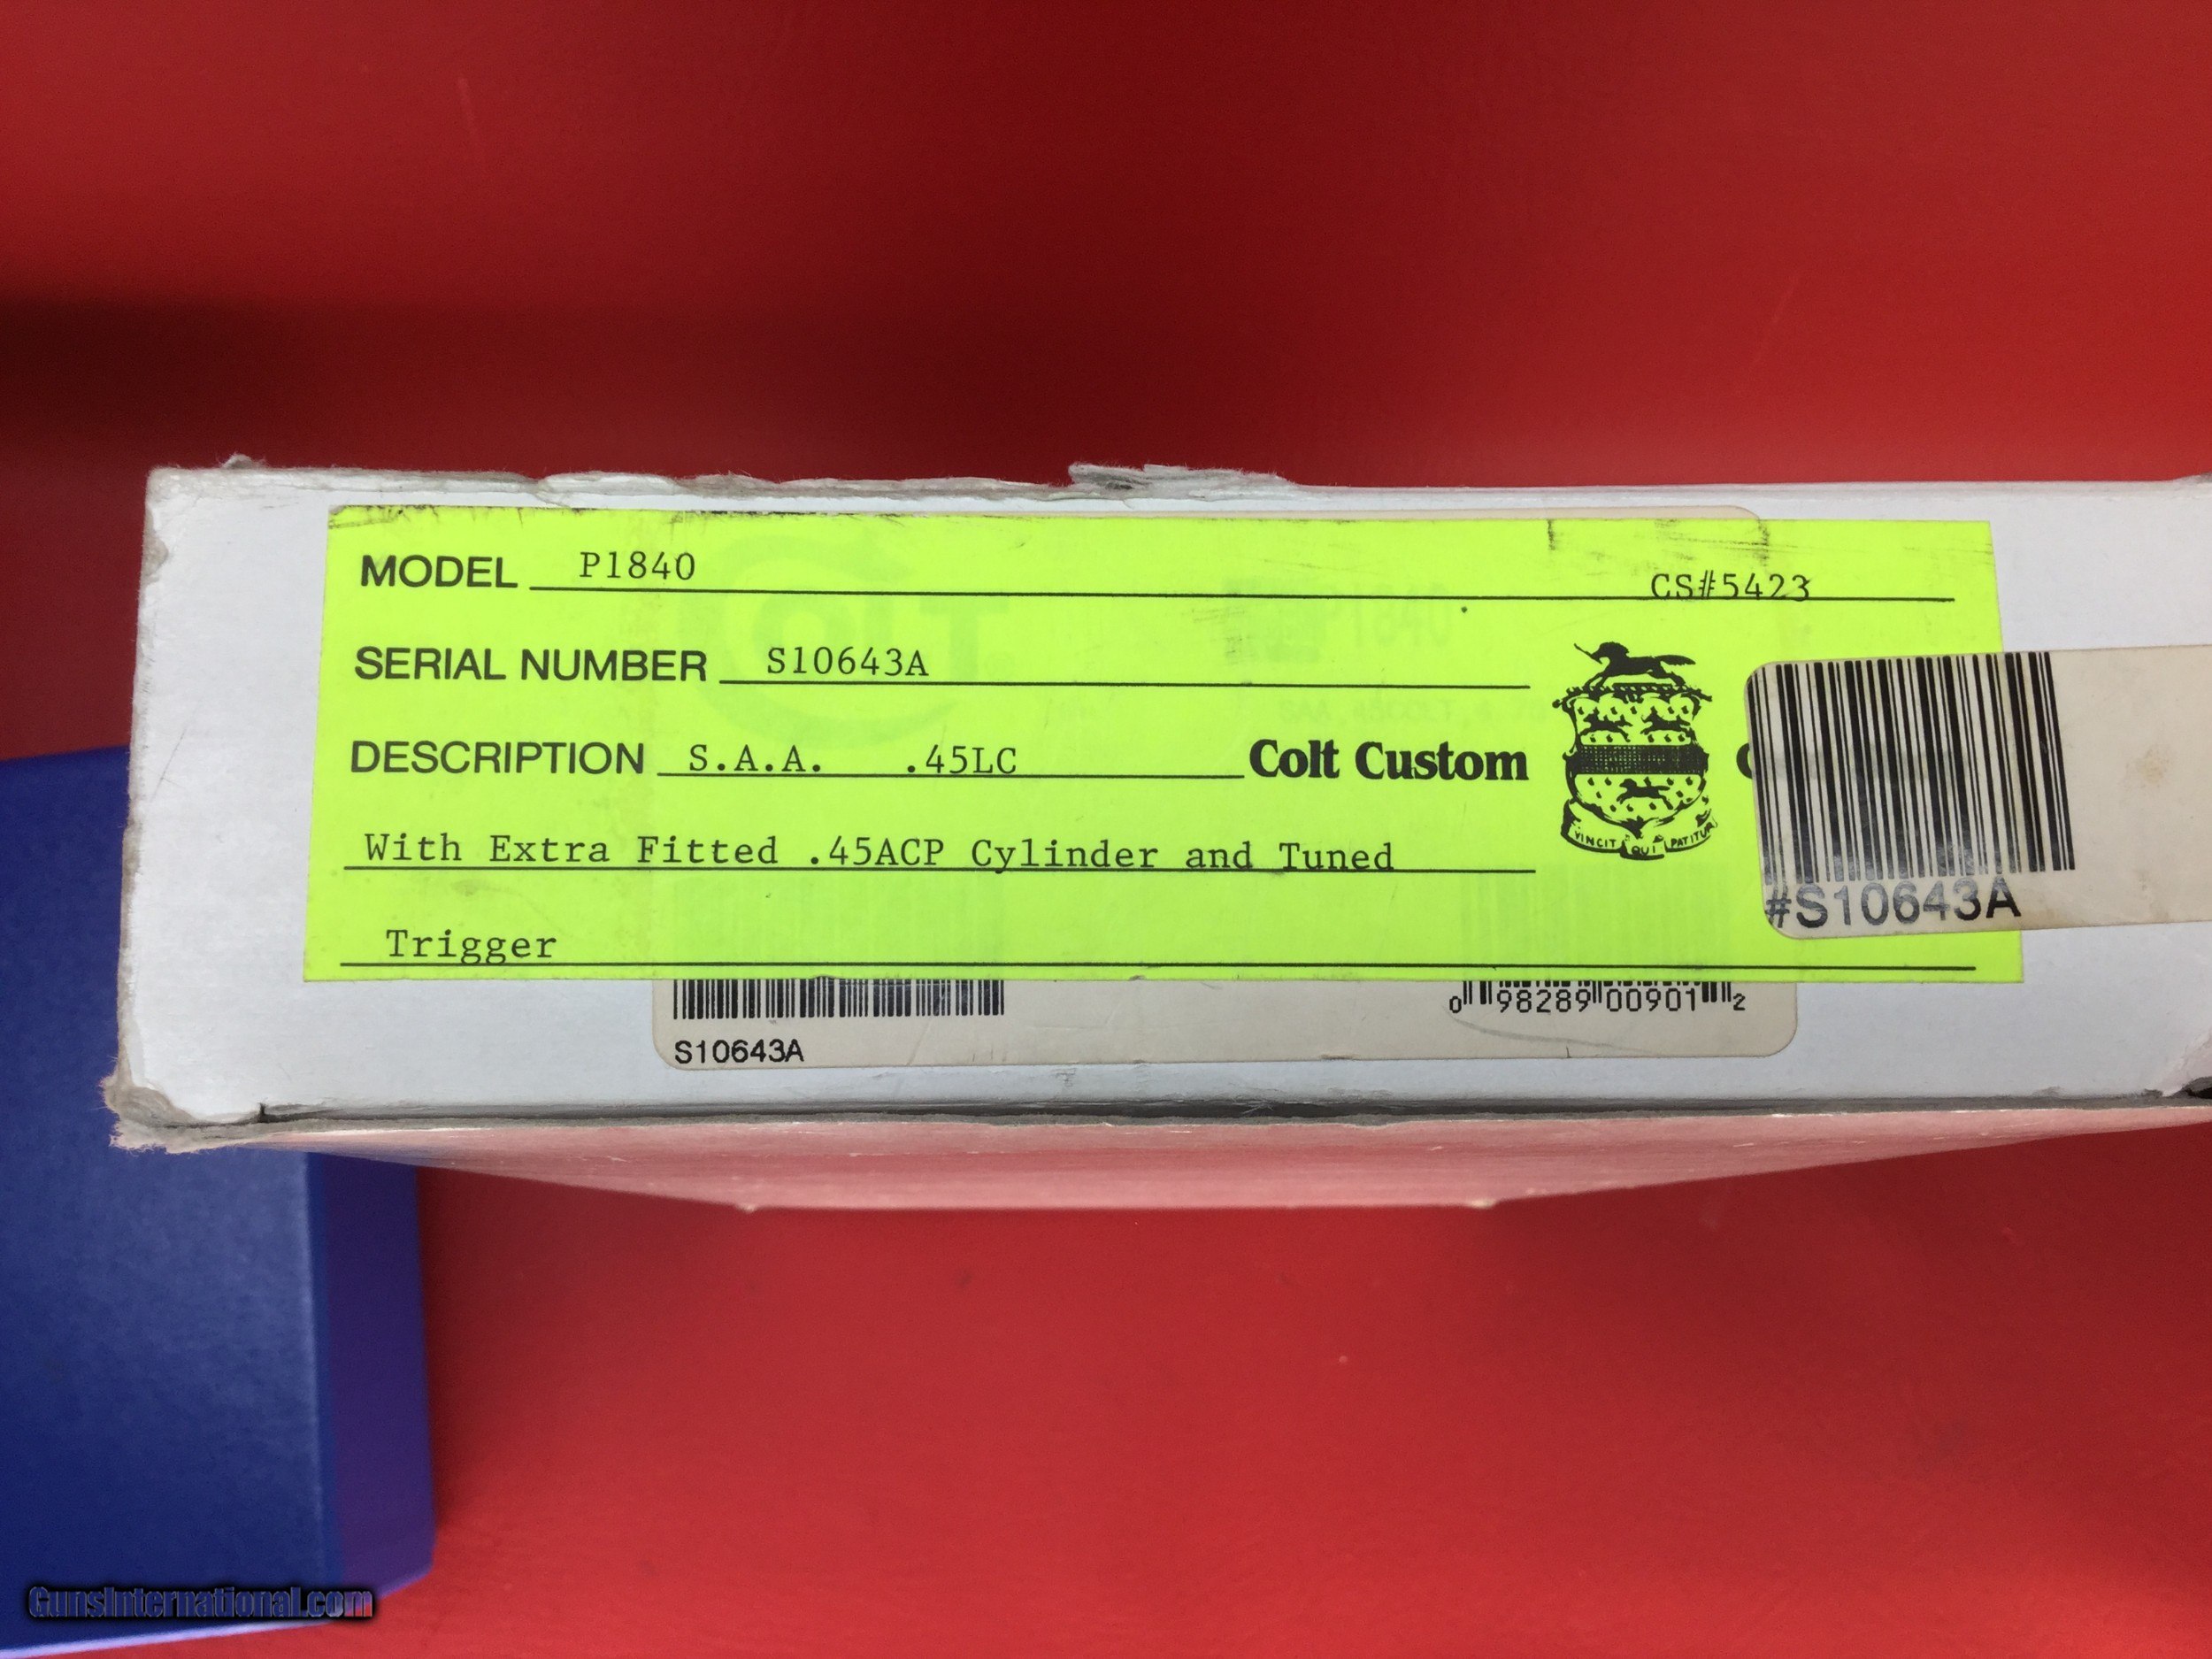 MODEL P1840 CS#5423
SERIAL NUMBER S10643A
DESCRIPTION S.A.A. .45LC Colt Custom
VINCIT QUI PATITUR
With Extra Fitted .45ACP Cylinder and Tuned
#S10643A
Trigger
0 98289 00901 2
S10643A
GunsInternational.com